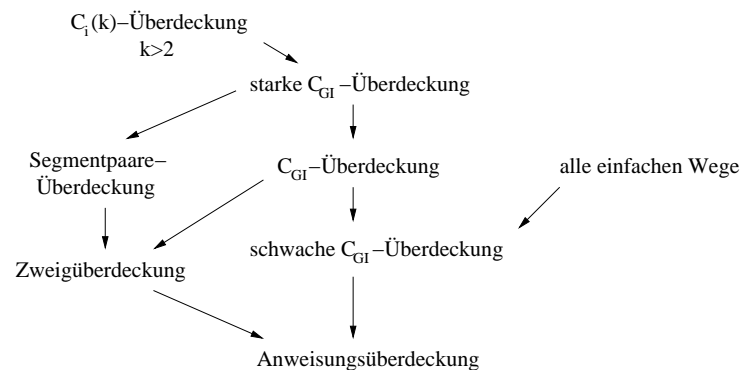 C_i(k)–Überdeckung
k>2
starke C_GI –Überdeckung
Segmentpaare–
Überdeckung
C_GI–Überdeckung
alle einfachen Wege
schwache C_GI –Überdeckung
Zweigüberdeckung
Anweisungsüberdeckung